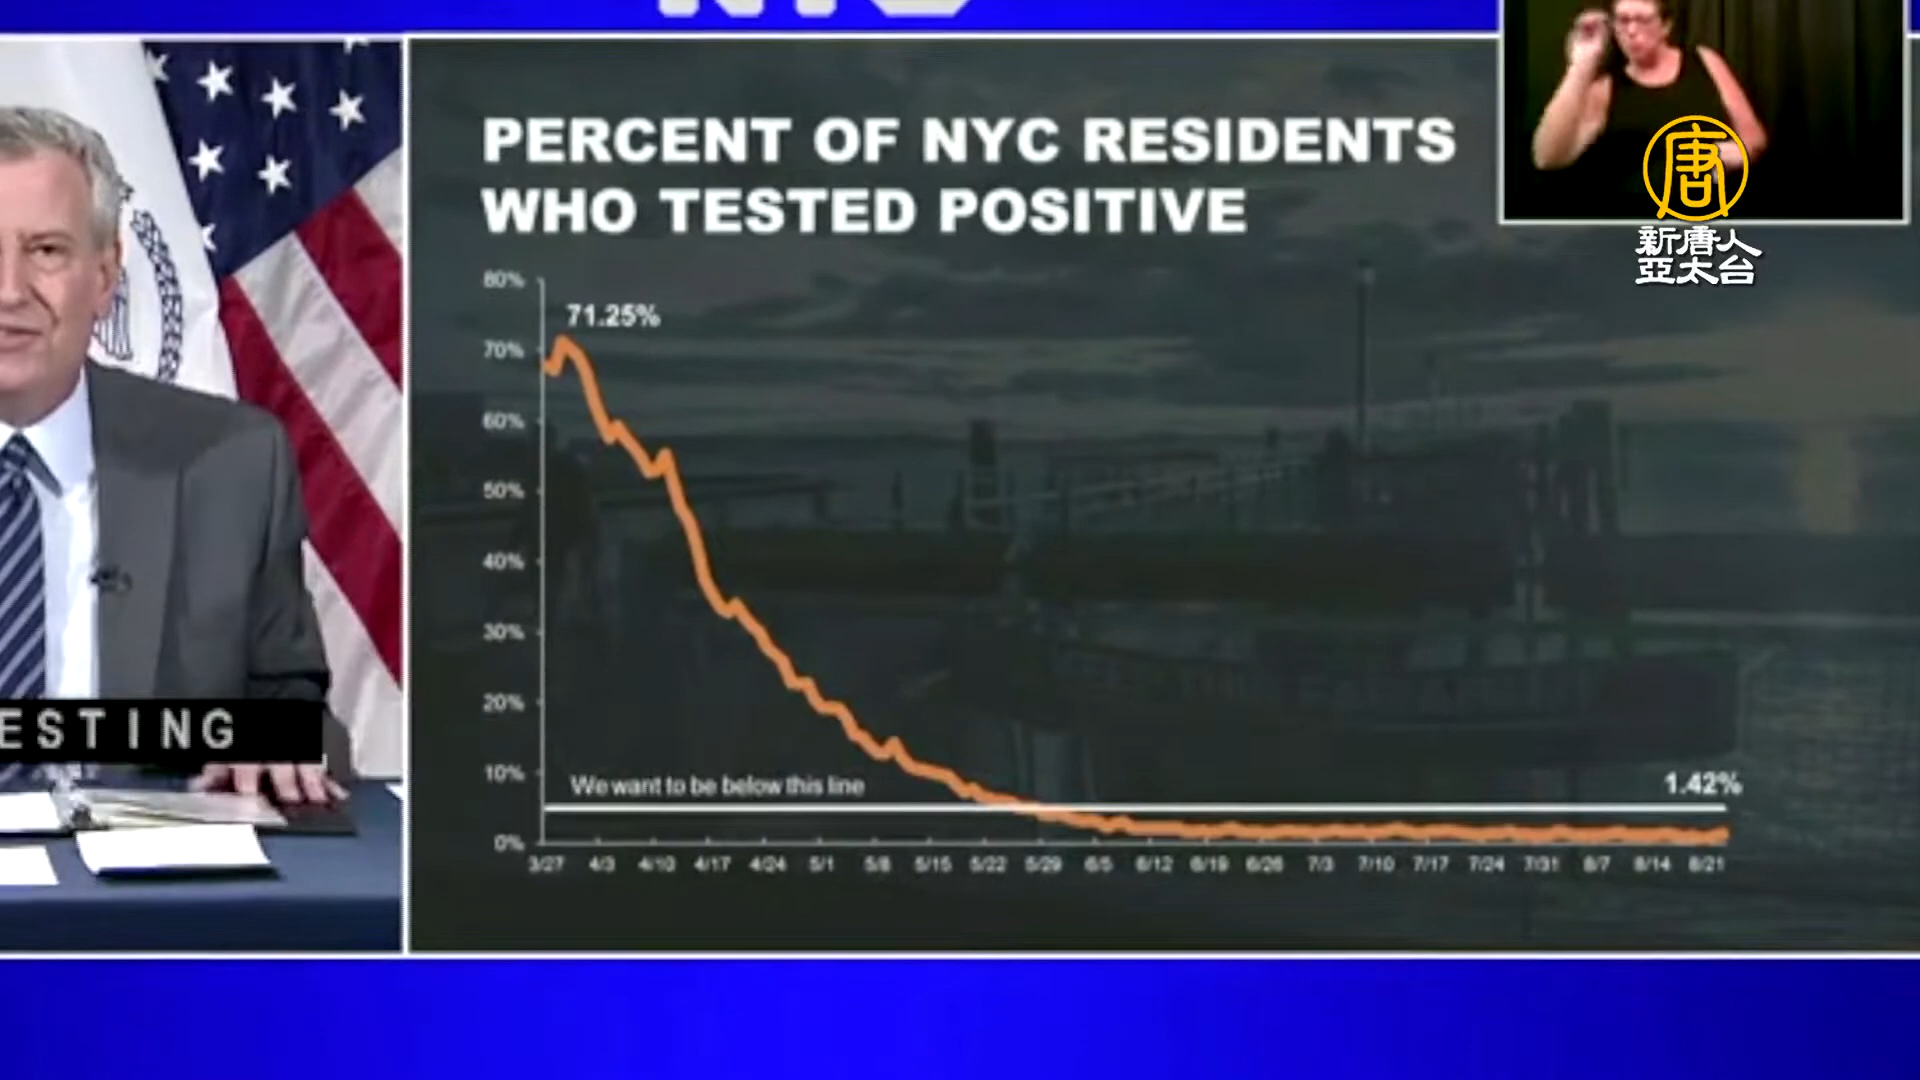 NYC
PERCENT OF NYC RESIDENTS
WHO TESTED POSITIVE
新唐人
亞太台
唐
80%
71.25%
70%
60%
50%
40%
30%
20%
10%
We want to be below this line
1.42%
0%
3/27 4/3 4/10 4/17 4/24 5/1 5/8 5/15 5/22 5/29 6/5 6/12 6/19 6/26 7/3 7/10 7/17 7/24 7/31 8/7 8/14 8/21
ESTING